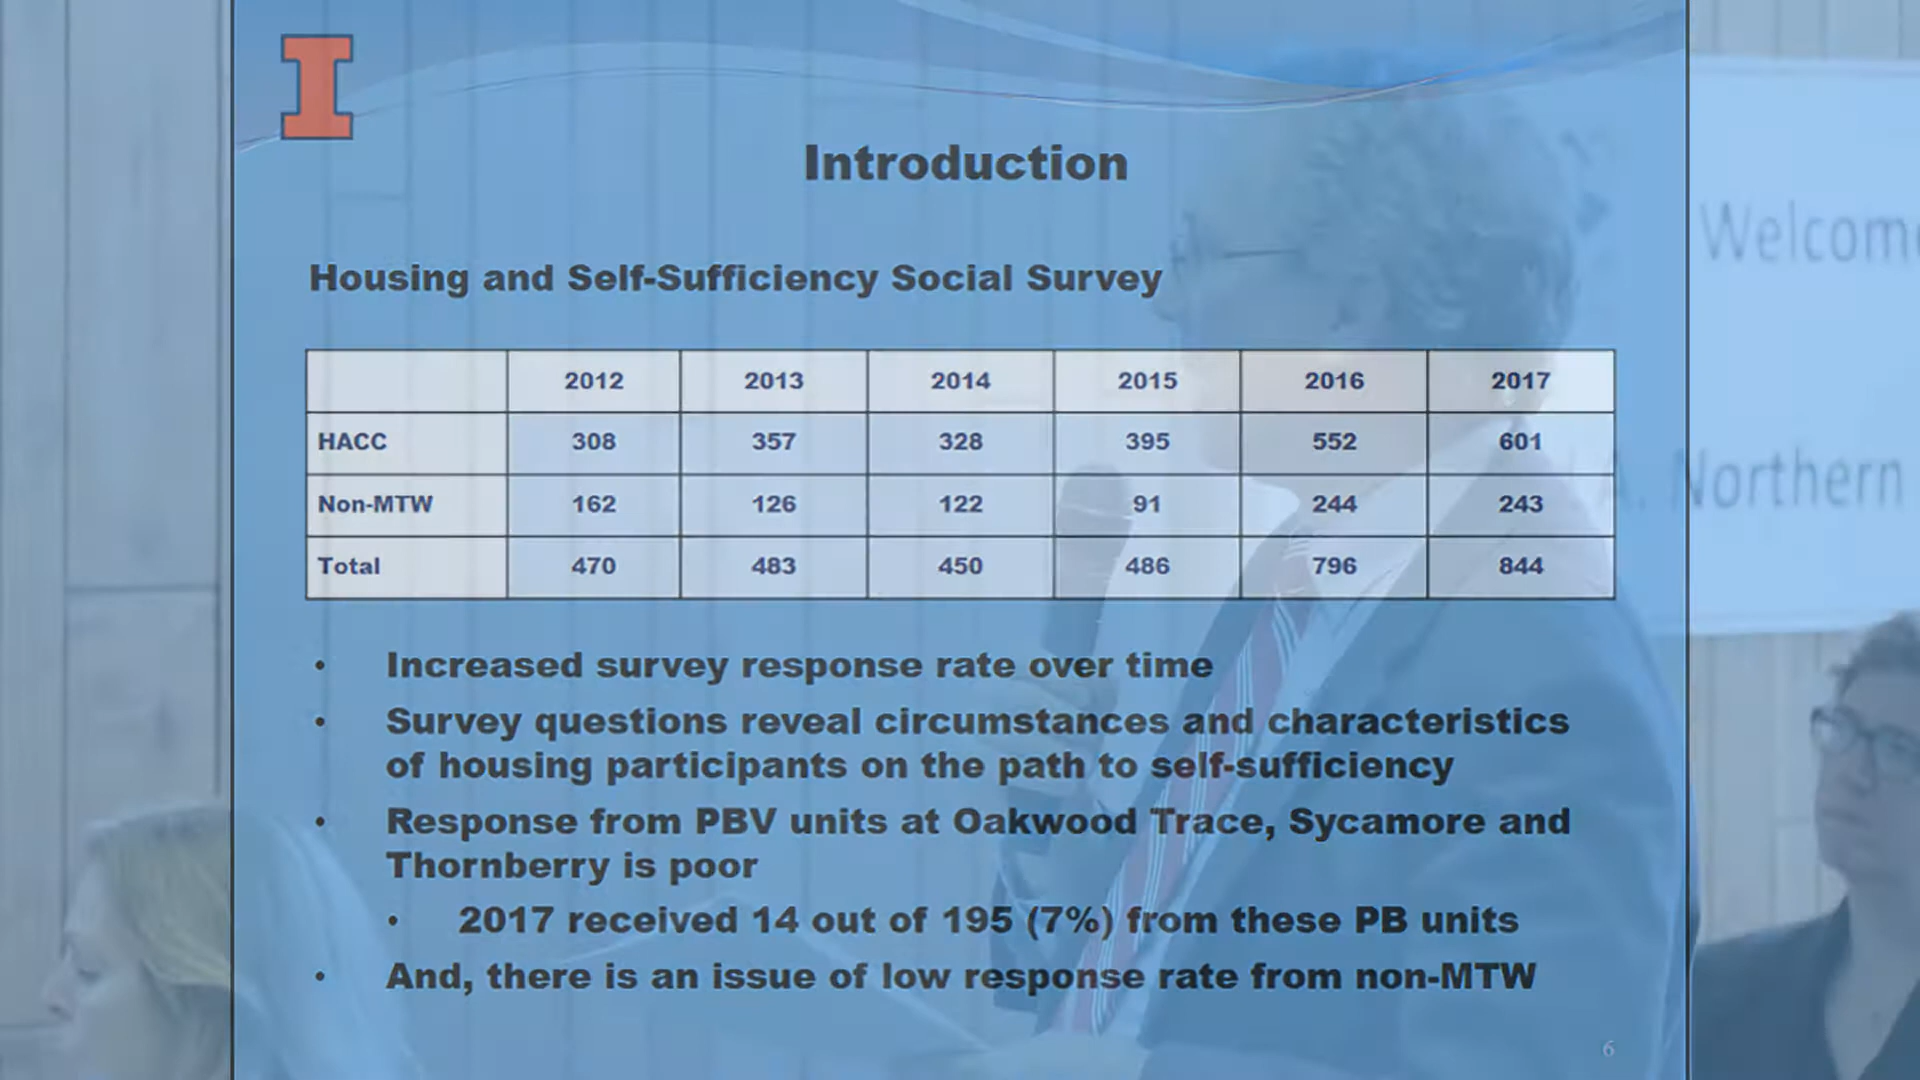 I
Introduction
Housing and Self-Sufficiency Social Survey
2012 2013 2014 2015 2016 2017
HACC 308 357 328 395 552 601
Non-MTW 162 126 122 91 244 243
Total 470 483 450 486 796 844
• Increased survey response rate over time
• Survey questions reveal circumstances and characteristics
of housing participants on the path to self-sufficiency
• Response from PBV units at Oakwood Trace, Sycamore and
Thornberry is poor
• 2017 received 14 out of 195 (7%) from these PB units
• And, there is an issue of low response rate from non-MTW
6
Welcome
A. Northern